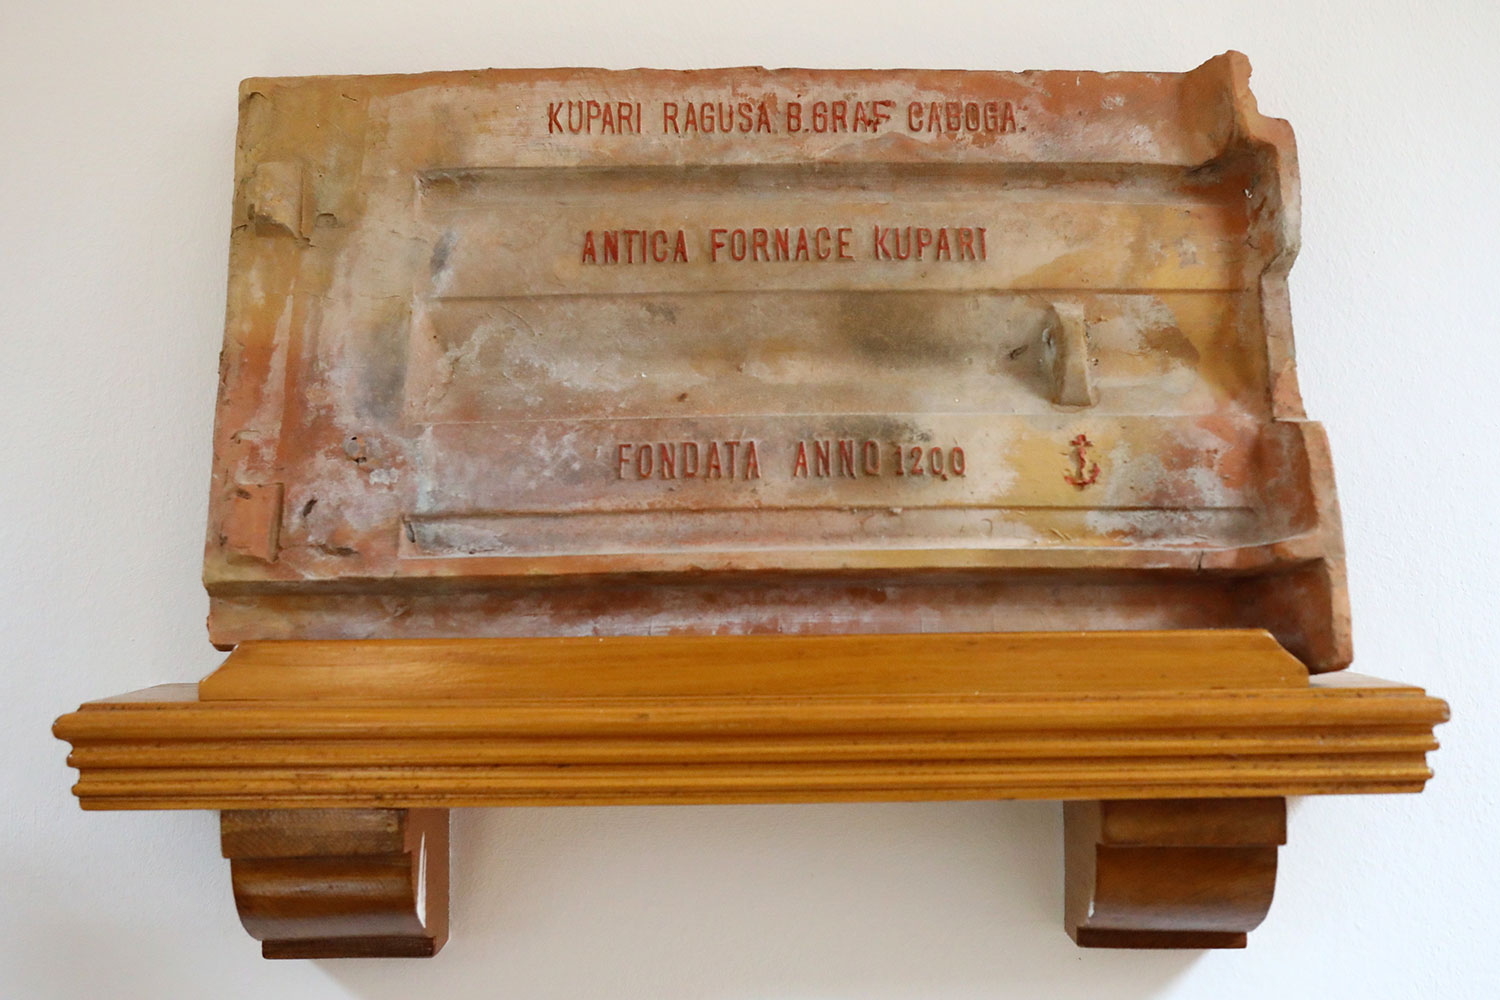 KUPARI RAGUSA B. GRAF CABOGA.
ANTICA FORNACE KUPARI
FONDATA ANNO 1200